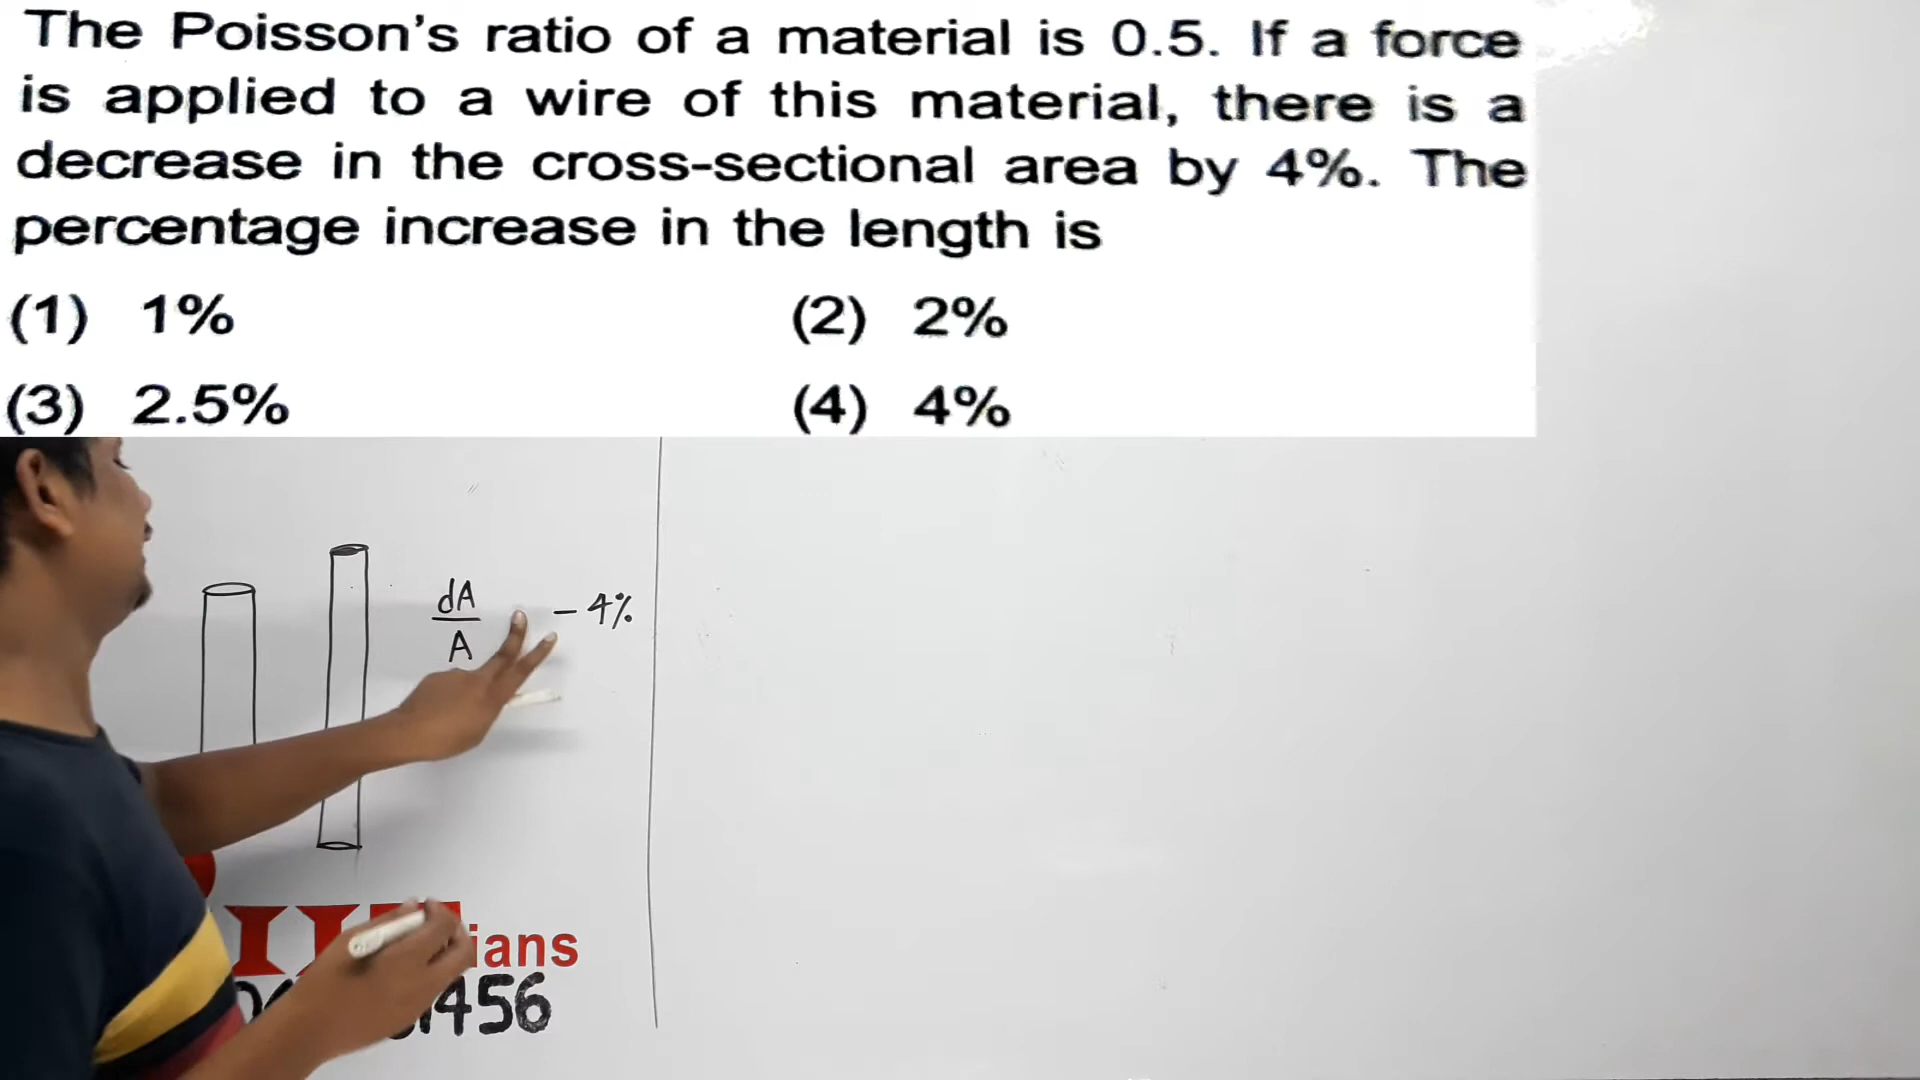 The Poisson's ratio of a material is 0.5. If a force
is applied to a wire of this material, there is a
decrease in the cross-sectional area by 4%. The
percentage increase in the length is
(1) 1%
(2) 2%
(3) 2.5%
(4) 4%
dA
A
- 4%
ians
456